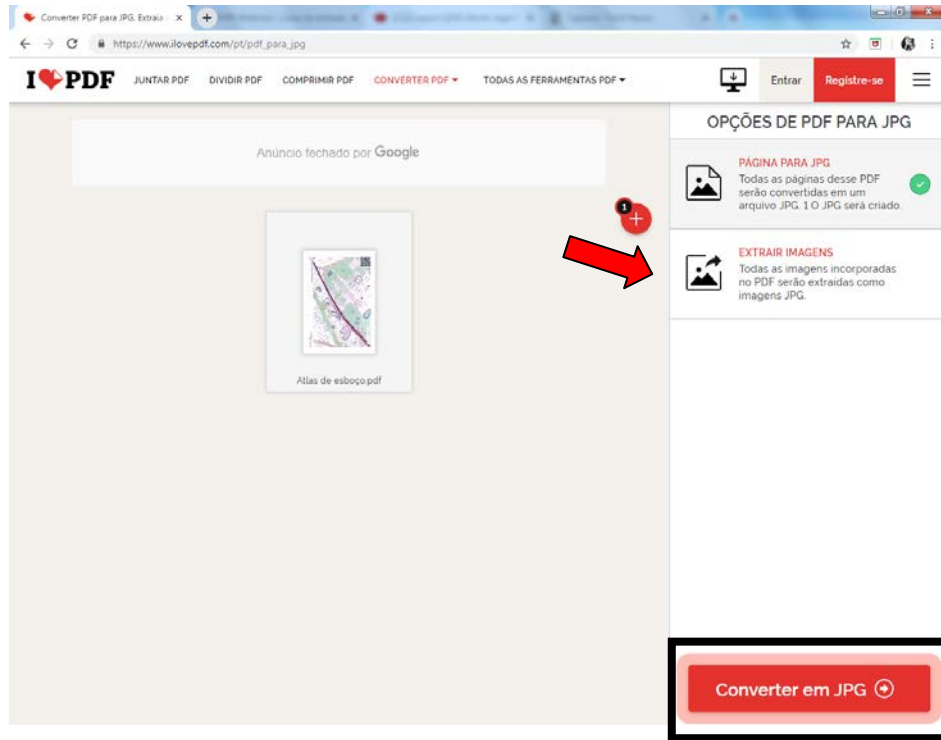 Converter PDF para JPG. Extraia
https://www.ilovepdf.com/pt/pdf_para_jpg
I PDF JUNTAR PDF DIVIDIR PDF COMPRIMIR PDF CONVERTER PDF TODAS AS FERRAMENTAS PDF Entrar Registre-se
OPÇÕES DE PDF PARA JPG
Anúncio fechado por Google
PÁGINA PARA JPG
Todas as páginas desse PDF
serão convertidas em um
arquivo JPG. 1 O JPG será criado.
1
EXTRAIR IMAGENS
Todas as imagens incorporadas
no PDF serão extraidas como
imagens JPG.
Atlas de esboço.pdf
Converter em JPG